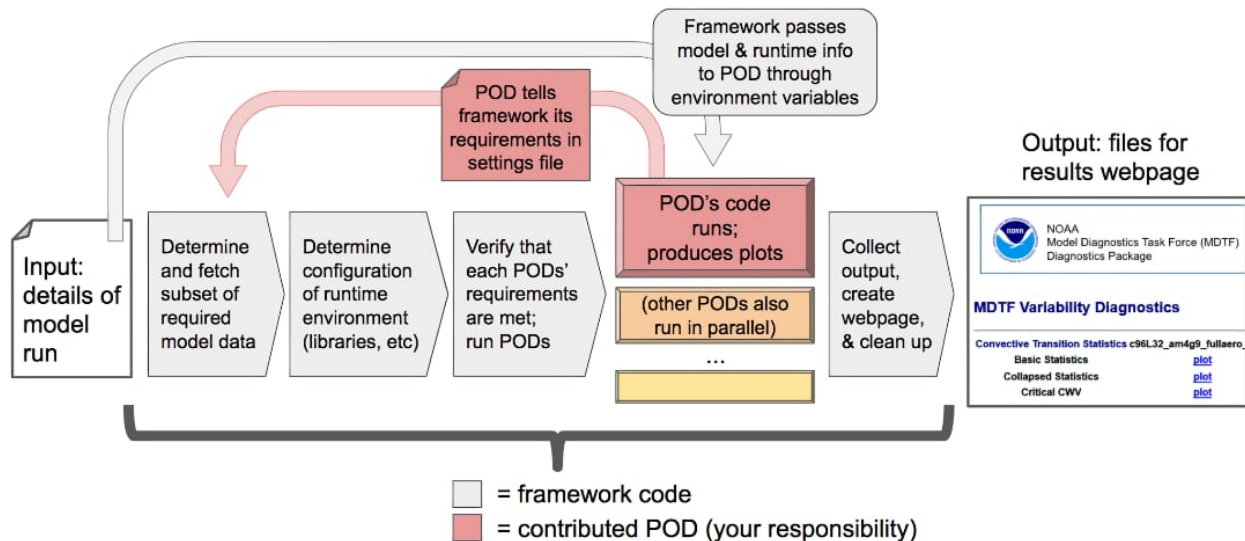 Framework passes
model & runtime info
to POD through
environment variables
POD tells
framework its
requirements in
settings file
Input:
details of
model
run
Determine
and fetch
subset of
required
model data
Determine
configuration
of runtime
environment
(libraries, etc)
Verify that
each PODs'
requirements
are met;
run PODs
POD's code
runs;
produces plots
(other PODs also
run in parallel)
...
Collect
output,
create
webpage,
& clean up
Output: files for
results webpage
NOAA
NOAA
Model Diagnostics Task Force (MDTF)
Diagnostics Package
MDTF Variability Diagnostics
Convective Transition Statistics c96L32_am4g9_fullaero_
Basic Statistics plot
Collapsed Statistics plot
Critical CWV plot
= framework code
= contributed POD (your responsibility)